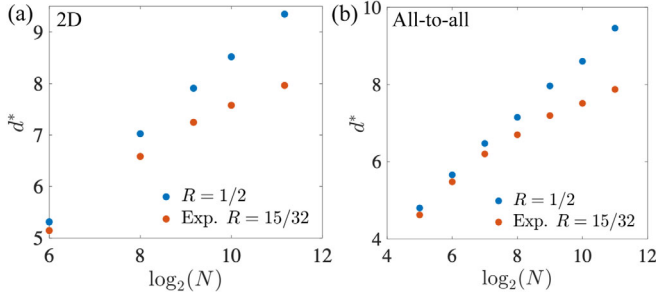 (a) 2D
9
8
7
6
5
d*
6 8 10 12
log₂(N)
R = 1/2
Exp. R = 15/32
(b) All-to-all
10
8
6
4
d*
4 6 8 10 12
log₂(N)
R = 1/2
Exp. R = 15/32